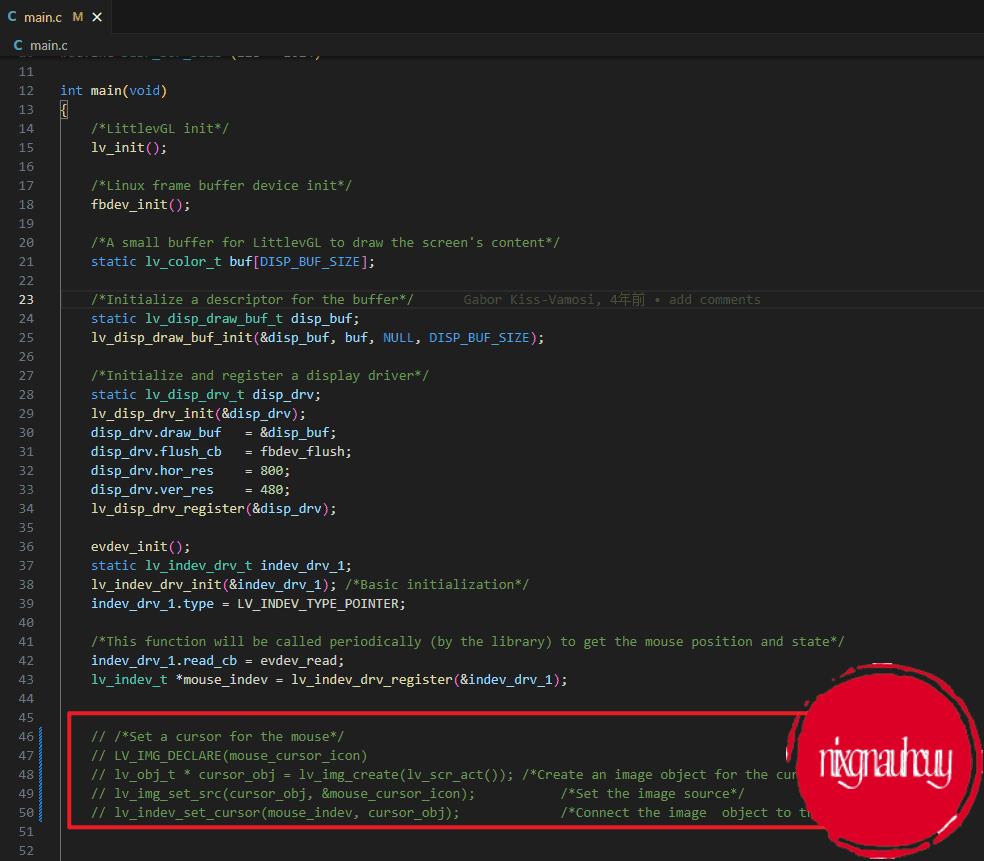 main.c M
main.c
11
12 int main(void)
13 {
14 /*LittlevGL init*/
15 lv_init();
16
17 /*Linux frame buffer device init*/
18 fbdev_init();
19
20 /*A small buffer for LittlevGL to draw the screen's content*/
21 static lv_color_t buf[DISP_BUF_SIZE];
22
23 /*Initialize a descriptor for the buffer*/ Gabor Kiss-Vamosi, 4年前 • add comments
24 static lv_disp_draw_buf_t disp_buf;
25 lv_disp_draw_buf_init(&disp_buf, buf, NULL, DISP_BUF_SIZE);
26
27 /*Initialize and register a display driver*/
28 static lv_disp_drv_t disp_drv;
29 lv_disp_drv_init(&disp_drv);
30 disp_drv.draw_buf   = &disp_buf;
31 disp_drv.flush_cb   = fbdev_flush;
32 disp_drv.hor_res    = 800;
33 disp_drv.ver_res    = 480;
34 lv_disp_drv_register(&disp_drv);
35
36 evdev_init();
37 static lv_indev_drv_t indev_drv_1;
38 lv_indev_drv_init(&indev_drv_1); /*Basic initialization*/
39 indev_drv_1.type = LV_INDEV_TYPE_POINTER;
40
41 /*This function will be called periodically (by the library) to get the mouse position and state*/
42 indev_drv_1.read_cb = evdev_read;
43 lv_indev_t *mouse_indev = lv_indev_drv_register(&indev_drv_1);
44
45
46 // /*Set a cursor for the mouse*/
47 // LV_IMG_DECLARE(mouse_cursor_icon)
48 // lv_obj_t * cursor_obj = lv_img_create(lv_scr_act()); /*Create an image object for the
49 // lv_img_set_src(cursor_obj, &mouse_cursor_icon);           /*Set the image source*/
50 // lv_indev_set_cursor(mouse_indev, cursor_obj);             /*Connect the image  object to
51
52
nixgnauhcuy